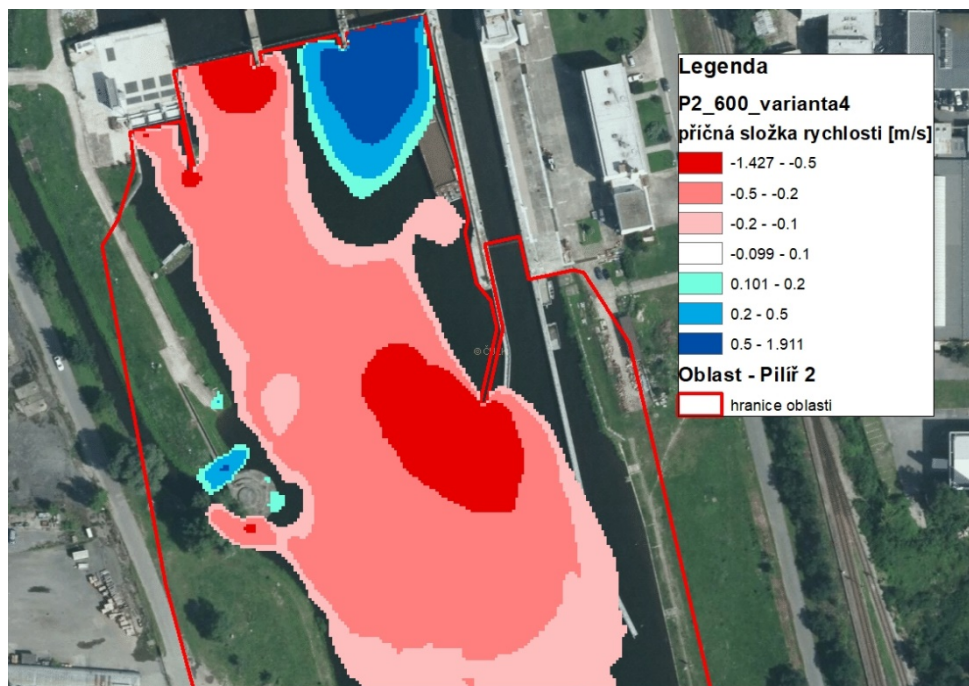 Legenda
P2_600_varianta4
příčná složka rychlosti [m/s]
-1.427 - -0.5
-0.5 - -0.2
-0.2 - -0.1
-0.099 - 0.1
0.101 - 0.2
0.2 - 0.5
0.5 - 1.911
Oblast - Pilíř 2
hranice oblasti